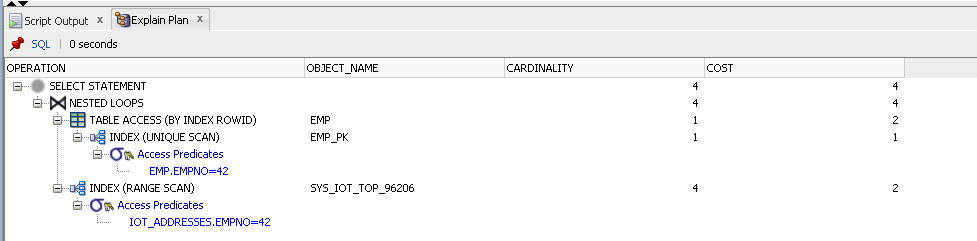 Script Output x Explain Plan x
SQL | 0 seconds
OPERATION OBJECT_NAME CARDINALITY COST
SELECT STATEMENT 4 4
NESTED LOOPS 4 4
TABLE ACCESS (BY INDEX ROWID) EMP 1 2
INDEX (UNIQUE SCAN) EMP_PK 1 1
Access Predicates
EMP.EMPNO=42
INDEX (RANGE SCAN) SYS_IOT_TOP_96206 4 2
Access Predicates
IOT_ADDRESSES.EMPNO=42